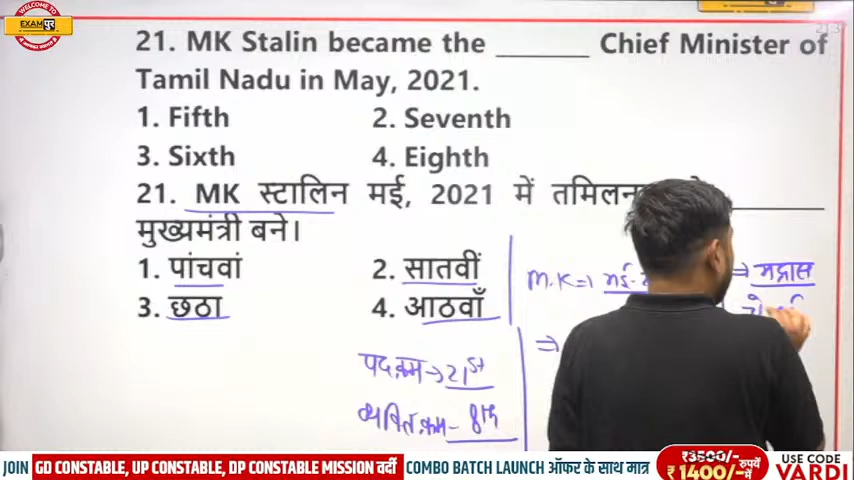 WELCOME TO
EXAMपुर
21. MK Stalin became the ______ Chief Minister of
Tamil Nadu in May, 2021.
1. Fifth 2. Seventh
3. Sixth 4. Eighth
21. MK स्टालिन मई, 2021 में तमिलना
मुख्यमंत्री बने।
1. पांचवां 2. सातवीं
3. छठा 4. आठवाँ
M.K ⇒ मई-2 ⇒ मद्रास
⇒
पदक्रम → 21st
व्यक्तिक्रम - 8th
JOIN GD CONSTABLE, UP CONSTABLE, DP CONSTABLE MISSION वर्दी COMBO BATCH LAUNCH ऑफर के साथ मात्र ₹3500/- ₹1400/- रुपयें में USE CODE VARDI